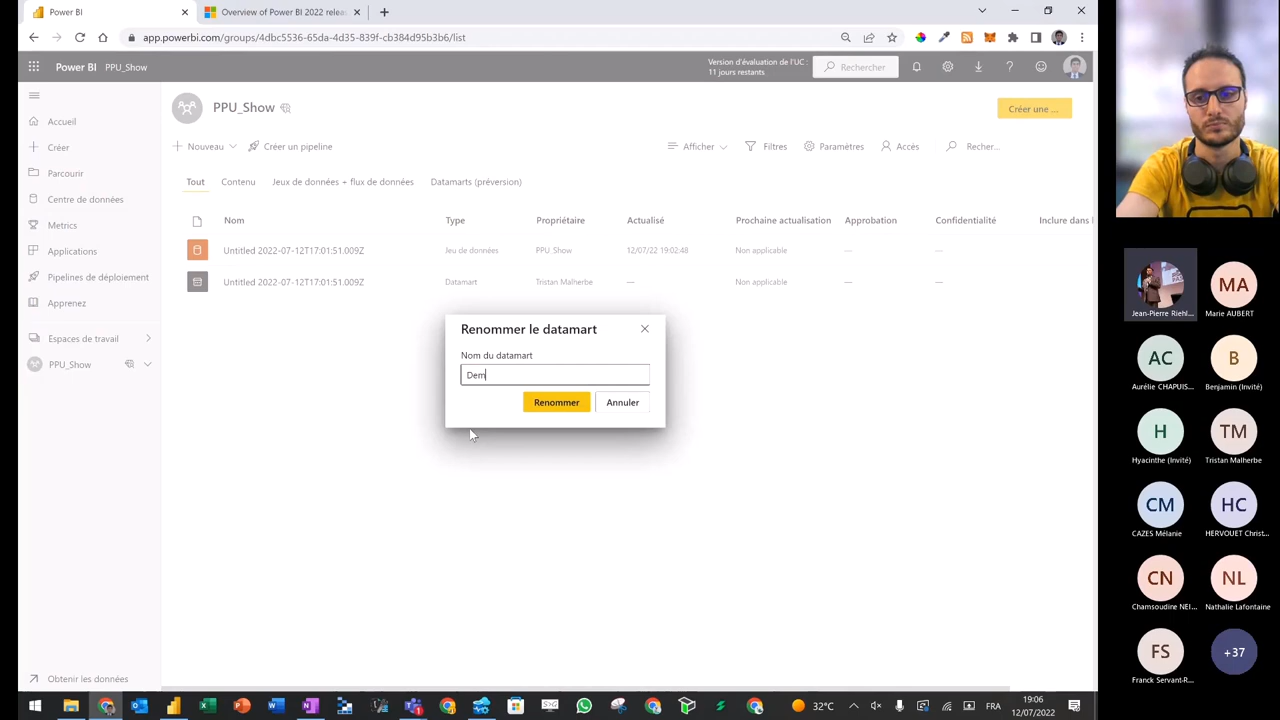 Power BI
Overview of Power BI 2022 relea
app.powerbi.com/groups/4dbc5536-65da-4d35-839f-cb384d95b3b6/list
Power BI PPU_Show
Version d'évaluation de l'UC :
11 jours restants
Rechercher
PPU_Show
Créer une ...
Accueil
Créer
Parcourir
Centre de données
Metrics
Applications
Pipelines de déploiement
Apprenez
Espaces de travail
PPU_Show
Obtenir les données
Nouveau
Créer un pipeline
Afficher
Filtres
Paramètres
Accès
Recher...
Tout Contenu Jeux de données + flux de données Datamarts (préversion)
Nom Type Propriétaire Actualisé Prochaine actualisation Approbation Confidentialité Inclure dans l
Untitled 2022-07-12T17:01:51.009Z Jeu de données PPU Show 12/07/22 19:02:48 Non applicable — —
Untitled 2022-07-12T17:01:51.009Z Datamart Tristan Malherbe — Non applicable — —
Renommer le datamart
Nom du datamart
Dem
Renommer Annuler
Jean-Pierre Riehl...
MA
Marie AUBERT
AC
Aurélie CHAPUIS...
B
Benjamin (Invité)
H
Hyacinthe (Invité)
TM
Tristan Malherbe
CM
CAZES Mélanie
HC
HERVOUET Christ...
CN
Chamsoudine NEI...
NL
Nathalie Lafontaine
FS
Franck Servant-R...
+37
32°C
FRA
19:06
12/07/2022